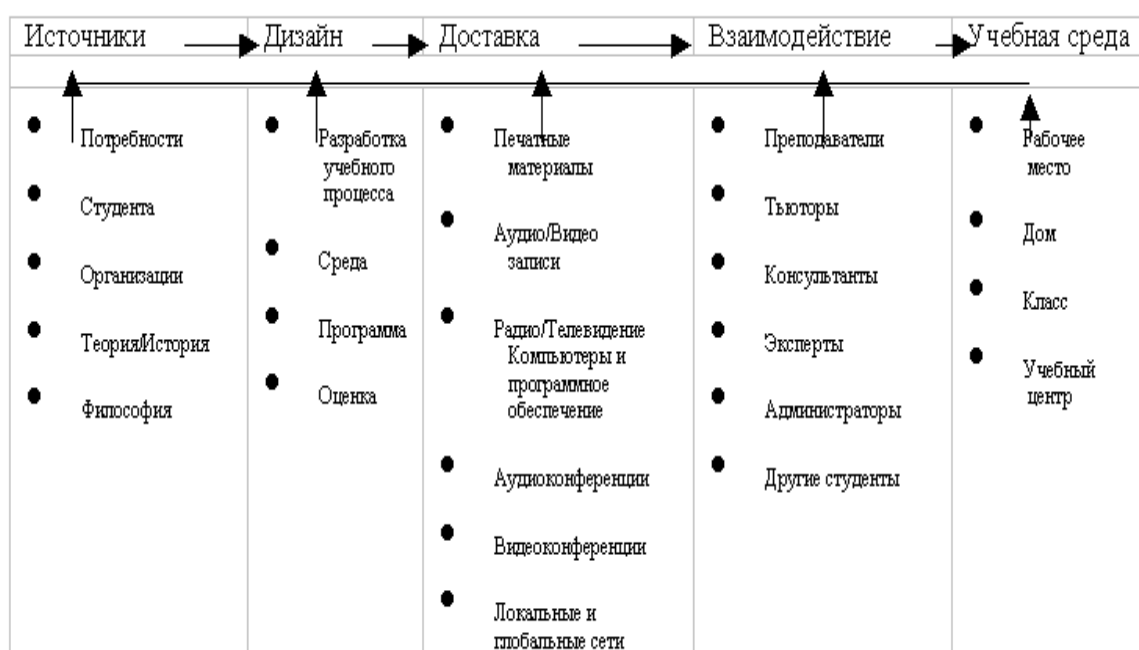 Источники Дизайн Доставка Взаимодействие Учебная среда
Потребности
Студента
Организации
Теория/История
Философия
Разработка
учебного
процесса
Среда
Программа
Оценка
Печатные
материалы
Аудио/Видео
записи
Радио/Телевидение
Компьютеры и
программное
обеспечение
Аудиоконференции
Видеоконференции
Локальные и
глобальные сети
Преподаватели
Тьюторы
Консультанты
Эксперты
Администраторы
Другие студенты
Рабочее
место
Дом
Класс
Учебный
центр